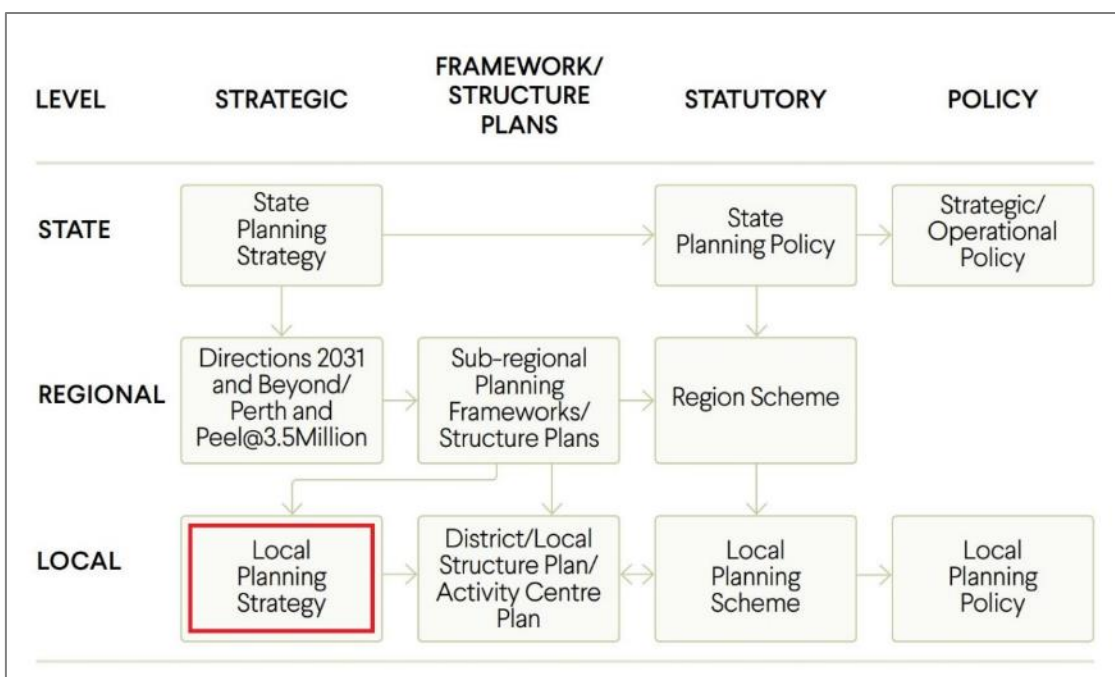 LEVEL
STRATEGIC
FRAMEWORK/
STRUCTURE
PLANS
STATUTORY
POLICY
STATE
State
Planning
Strategy
State
Planning Policy
Strategic/
Operational
Policy
REGIONAL
Directions 2031
and Beyond/
Perth and
Peel@3.5Million
Sub-regional
Planning
Frameworks/
Structure Plans
Region Scheme
LOCAL
Local
Planning
Strategy
District/Local
Structure Plan/
Activity Centre
Plan
Local
Planning
Scheme
Local
Planning
Policy